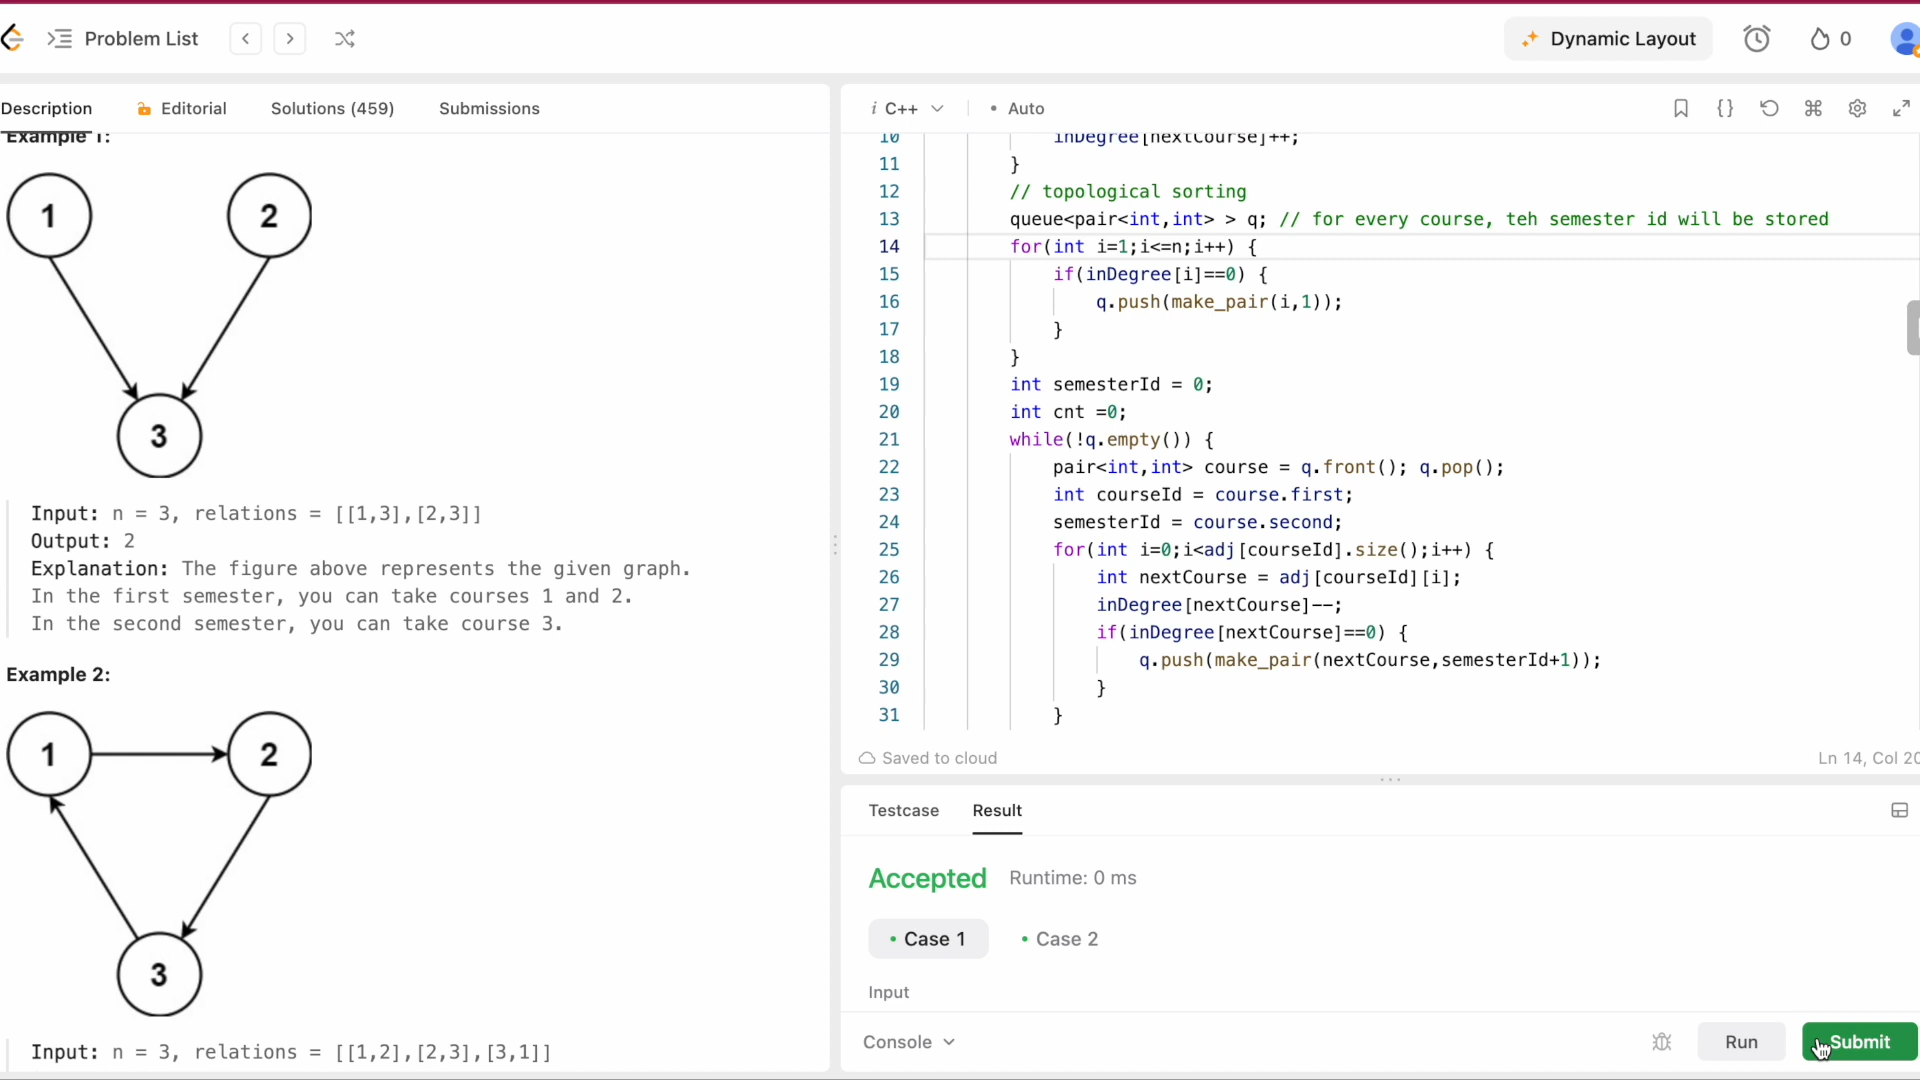 Problem List
Dynamic Layout
0
Description
Editorial
Solutions (459)
Submissions
Example 1:
1
2
3
Input: n = 3, relations = [[1,3],[2,3]]
Output: 2
Explanation: The figure above represents the given graph.
In the first semester, you can take courses 1 and 2.
In the second semester, you can take course 3.
Example 2:
1
2
3
Input: n = 3, relations = [[1,2],[2,3],[3,1]]
i C++
• Auto
10 inDegree[nextCourse]++;
11 }
12 // topological sorting
13 queue<pair<int,int> > q; // for every course, teh semester id will be stored
14 for(int i=1;i<=n;i++) {
15 if(inDegree[i]==0) {
16 q.push(make_pair(i,1));
17 }
18 }
19 int semesterId = 0;
20 int cnt =0;
21 while(!q.empty()) {
22 pair<int,int> course = q.front(); q.pop();
23 int courseId = course.first;
24 semesterId = course.second;
25 for(int i=0;i<adj[courseId].size();i++) {
26 int nextCourse = adj[courseId][i];
27 inDegree[nextCourse]--;
28 if(inDegree[nextCourse]==0) {
29 q.push(make_pair(nextCourse,semesterId+1));
30 }
31 }
Saved to cloud
Ln 14, Col 20
Testcase
Result
Accepted Runtime: 0 ms
• Case 1
• Case 2
Input
Console
Run
Submit